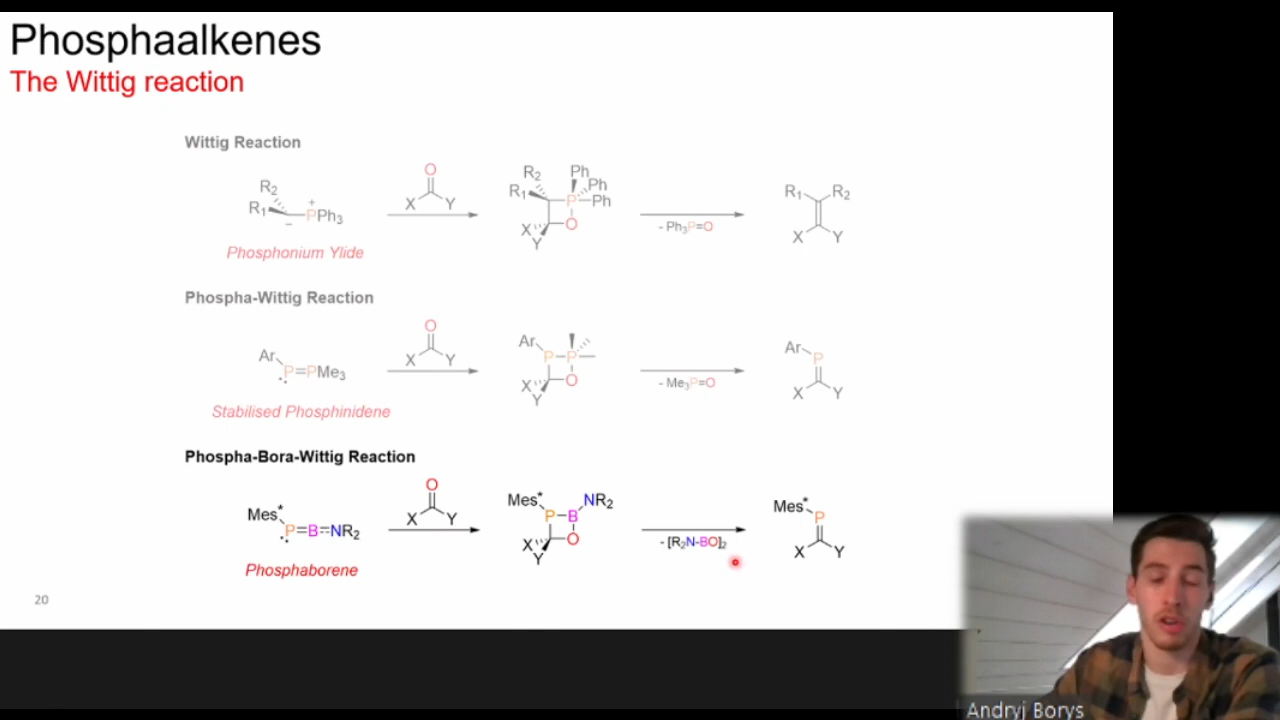 Phosphaalkenes
The Wittig reaction
Wittig Reaction
R2
R1
+
PPh3
−
Phosphonium Ylide
O
X Y
R2
R1
Ph
Ph
P—Ph
O
X
Y
- Ph3P=O
R1 R2
X Y
Phospha-Wittig Reaction
Ar
P=PMe3
Stabilised Phosphinidene
O
X Y
Ar
P—P
O
X
Y
- Me3P=O
Ar
P
X Y
Phospha-Bora-Wittig Reaction
Mes*
P=B=NR2
Phosphaborene
O
X Y
Mes*
NR2
P—B
O
X
Y
- [R2N-BO]2
Mes*
P
X Y
20
Andryj Borys